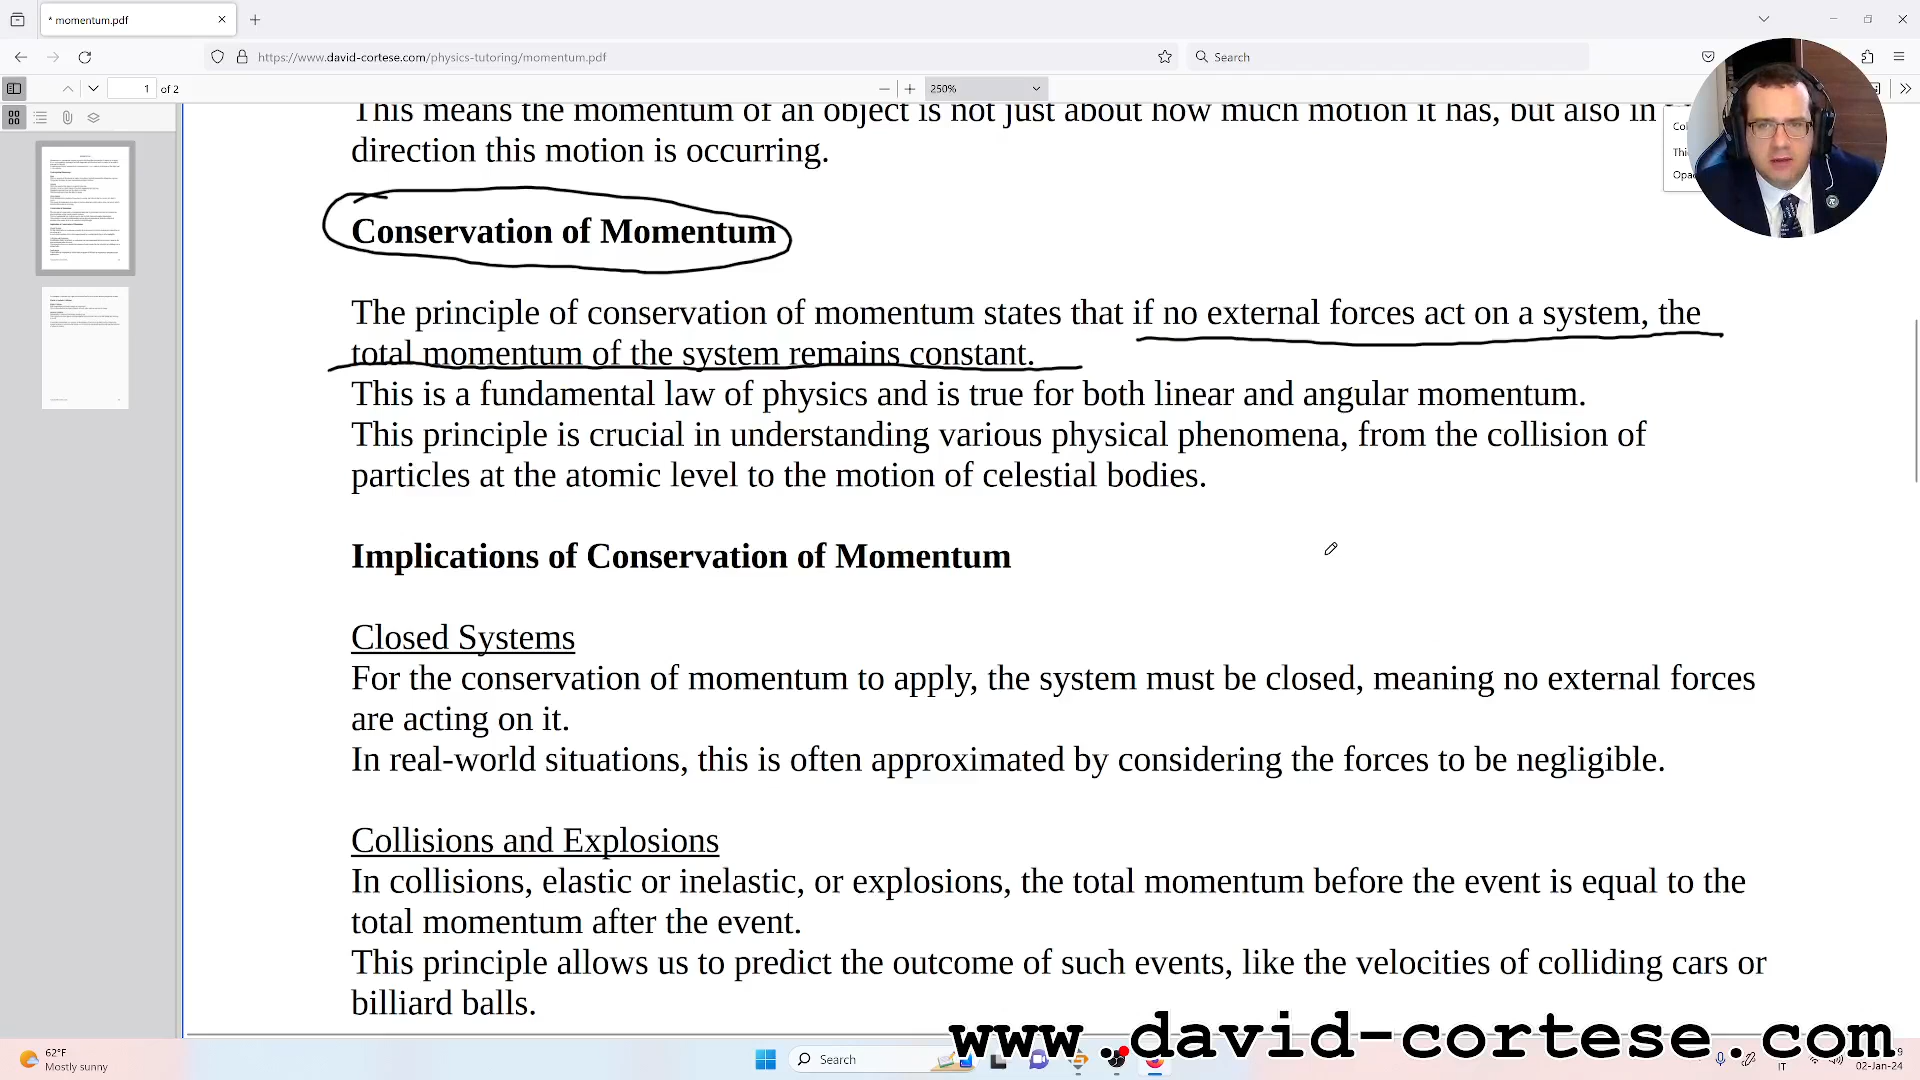 * momentum.pdf
https://www.david-cortese.com/physics-tutoring/momentum.pdf
Search
1 of 2
250%
This means the momentum of an object is not just about how much motion it has, but also in
direction this motion is occurring.
Conservation of Momentum
The principle of conservation of momentum states that if no external forces act on a system, the
total momentum of the system remains constant.
This is a fundamental law of physics and is true for both linear and angular momentum.
This principle is crucial in understanding various physical phenomena, from the collision of
particles at the atomic level to the motion of celestial bodies.
Implications of Conservation of Momentum
Closed Systems
For the conservation of momentum to apply, the system must be closed, meaning no external forces
are acting on it.
In real-world situations, this is often approximated by considering the forces to be negligible.
Collisions and Explosions
In collisions, elastic or inelastic, or explosions, the total momentum before the event is equal to the
total momentum after the event.
This principle allows us to predict the outcome of such events, like the velocities of colliding cars or
billiard balls.
www.david-cortese.com
62°F
Mostly sunny
Search
IT
02-Jan-24